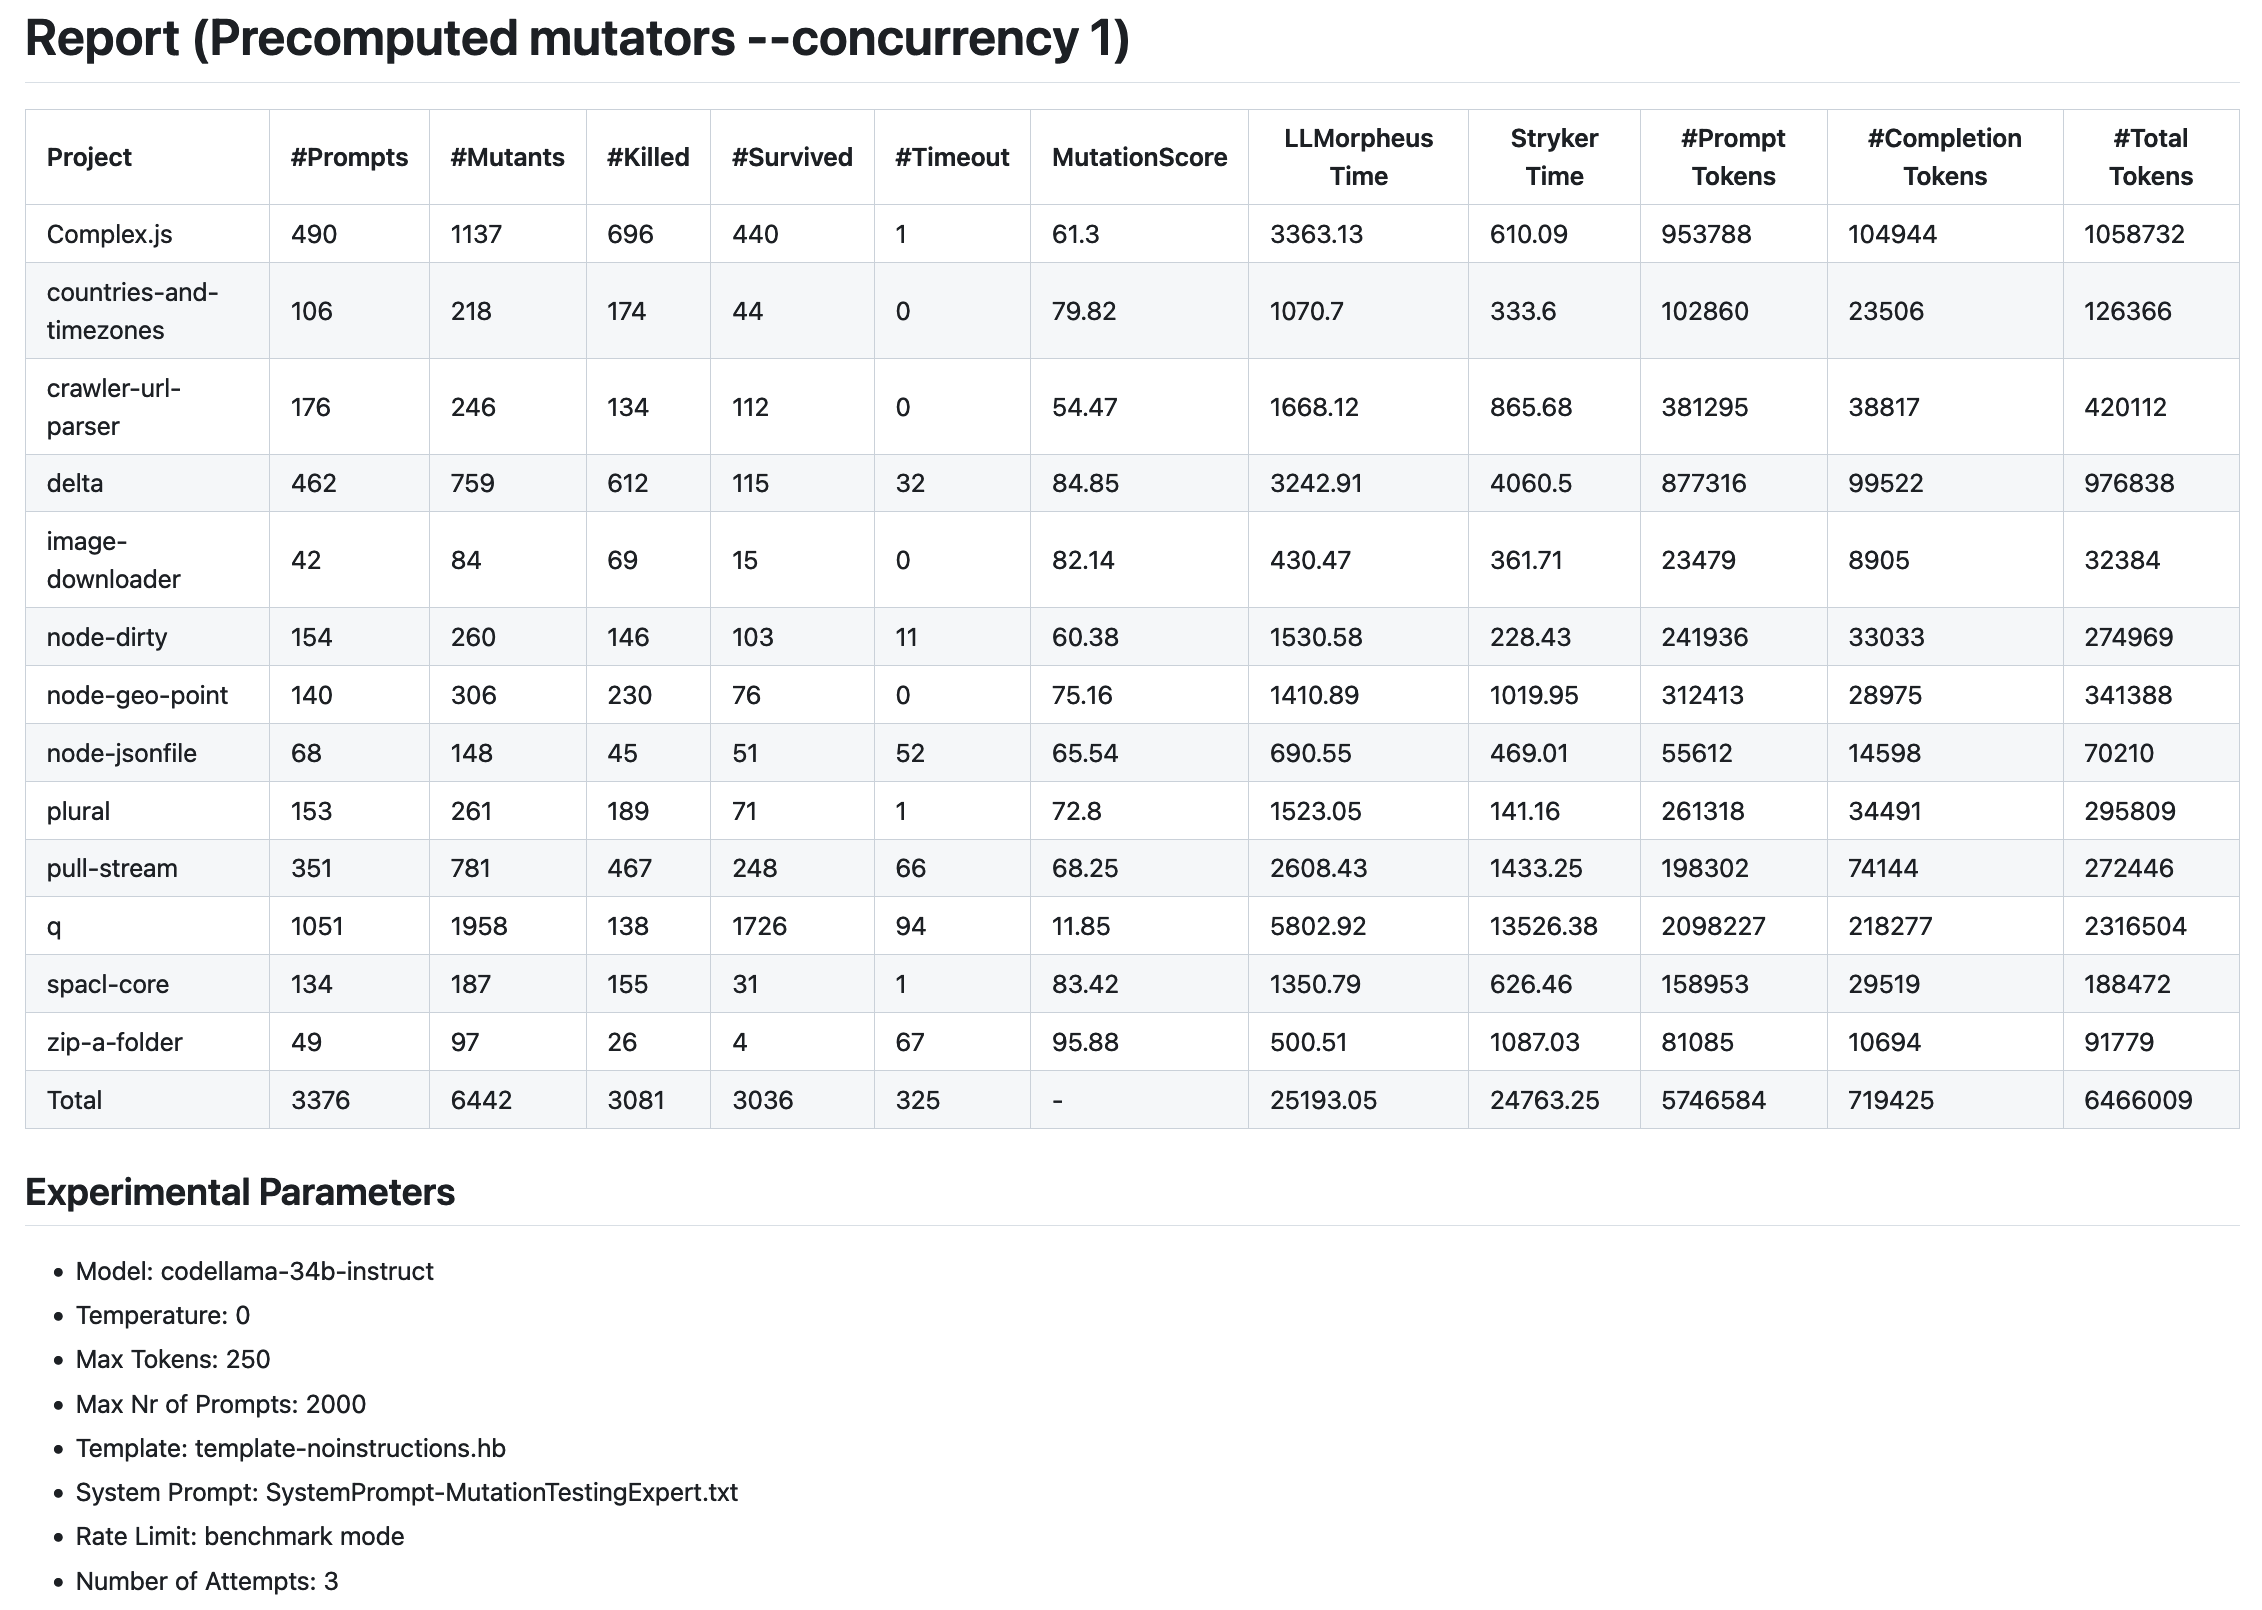 Report (Precomputed mutators --concurrency 1)
Project #Prompts #Mutants #Killed #Survived #Timeout MutationScore LLMorpheus Time Stryker Time #Prompt Tokens #Completion Tokens #Total Tokens
Complex.js 490 1137 696 440 1 61.3 3363.13 610.09 953788 104944 1058732
countries-and-timezones 106 218 174 44 0 79.82 1070.7 333.6 102860 23506 126366
crawler-url-parser 176 246 134 112 0 54.47 1668.12 865.68 381295 38817 420112
delta 462 759 612 115 32 84.85 3242.91 4060.5 877316 99522 976838
image-downloader 42 84 69 15 0 82.14 430.47 361.71 23479 8905 32384
node-dirty 154 260 146 103 11 60.38 1530.58 228.43 241936 33033 274969
node-geo-point 140 306 230 76 0 75.16 1410.89 1019.95 312413 28975 341388
node-jsonfile 68 148 45 51 52 65.54 690.55 469.01 55612 14598 70210
plural 153 261 189 71 1 72.8 1523.05 141.16 261318 34491 295809
pull-stream 351 781 467 248 66 68.25 2608.43 1433.25 198302 74144 272446
q 1051 1958 138 1726 94 11.85 5802.92 13526.38 2098227 218277 2316504
spacl-core 134 187 155 31 1 83.42 1350.79 626.46 158953 29519 188472
zip-a-folder 49 97 26 4 67 95.88 500.51 1087.03 81085 10694 91779
Total 3376 6442 3081 3036 325 - 25193.05 24763.25 5746584 719425 6466009
Experimental Parameters
• Model: codellama-34b-instruct
• Temperature: 0
• Max Tokens: 250
• Max Nr of Prompts: 2000
• Template: template-noinstructions.hb
• System Prompt: SystemPrompt-MutationTestingExpert.txt
• Rate Limit: benchmark mode
• Number of Attempts: 3